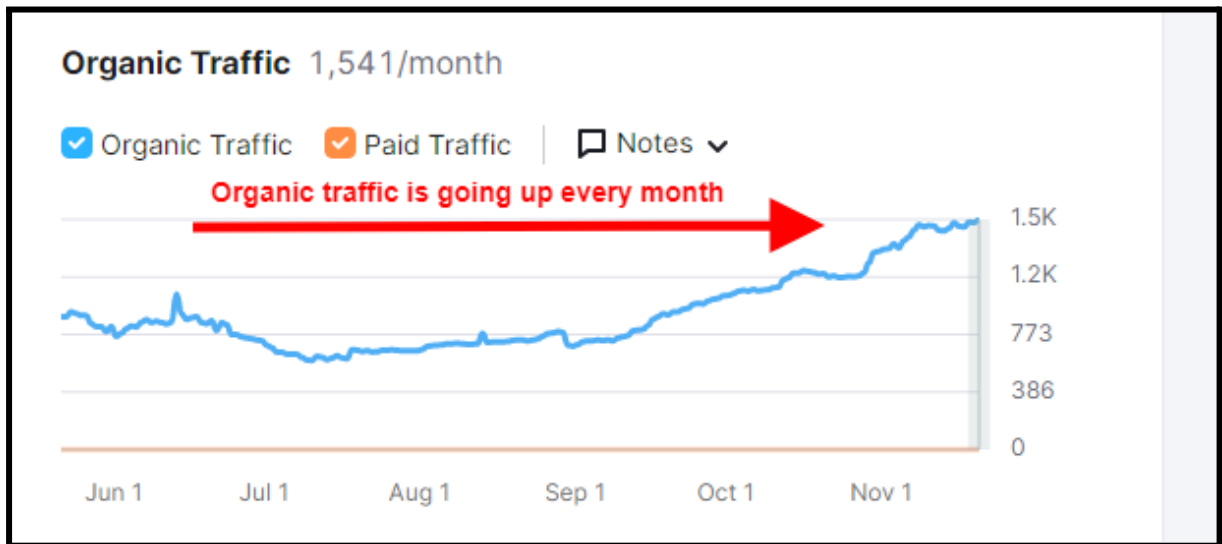 Organic Traffic 1,541/month
Organic Traffic Paid Traffic Notes
Organic traffic is going up every month
1.5K
1.2K
773
386
0
Jun 1 Jul 1 Aug 1 Sep 1 Oct 1 Nov 1